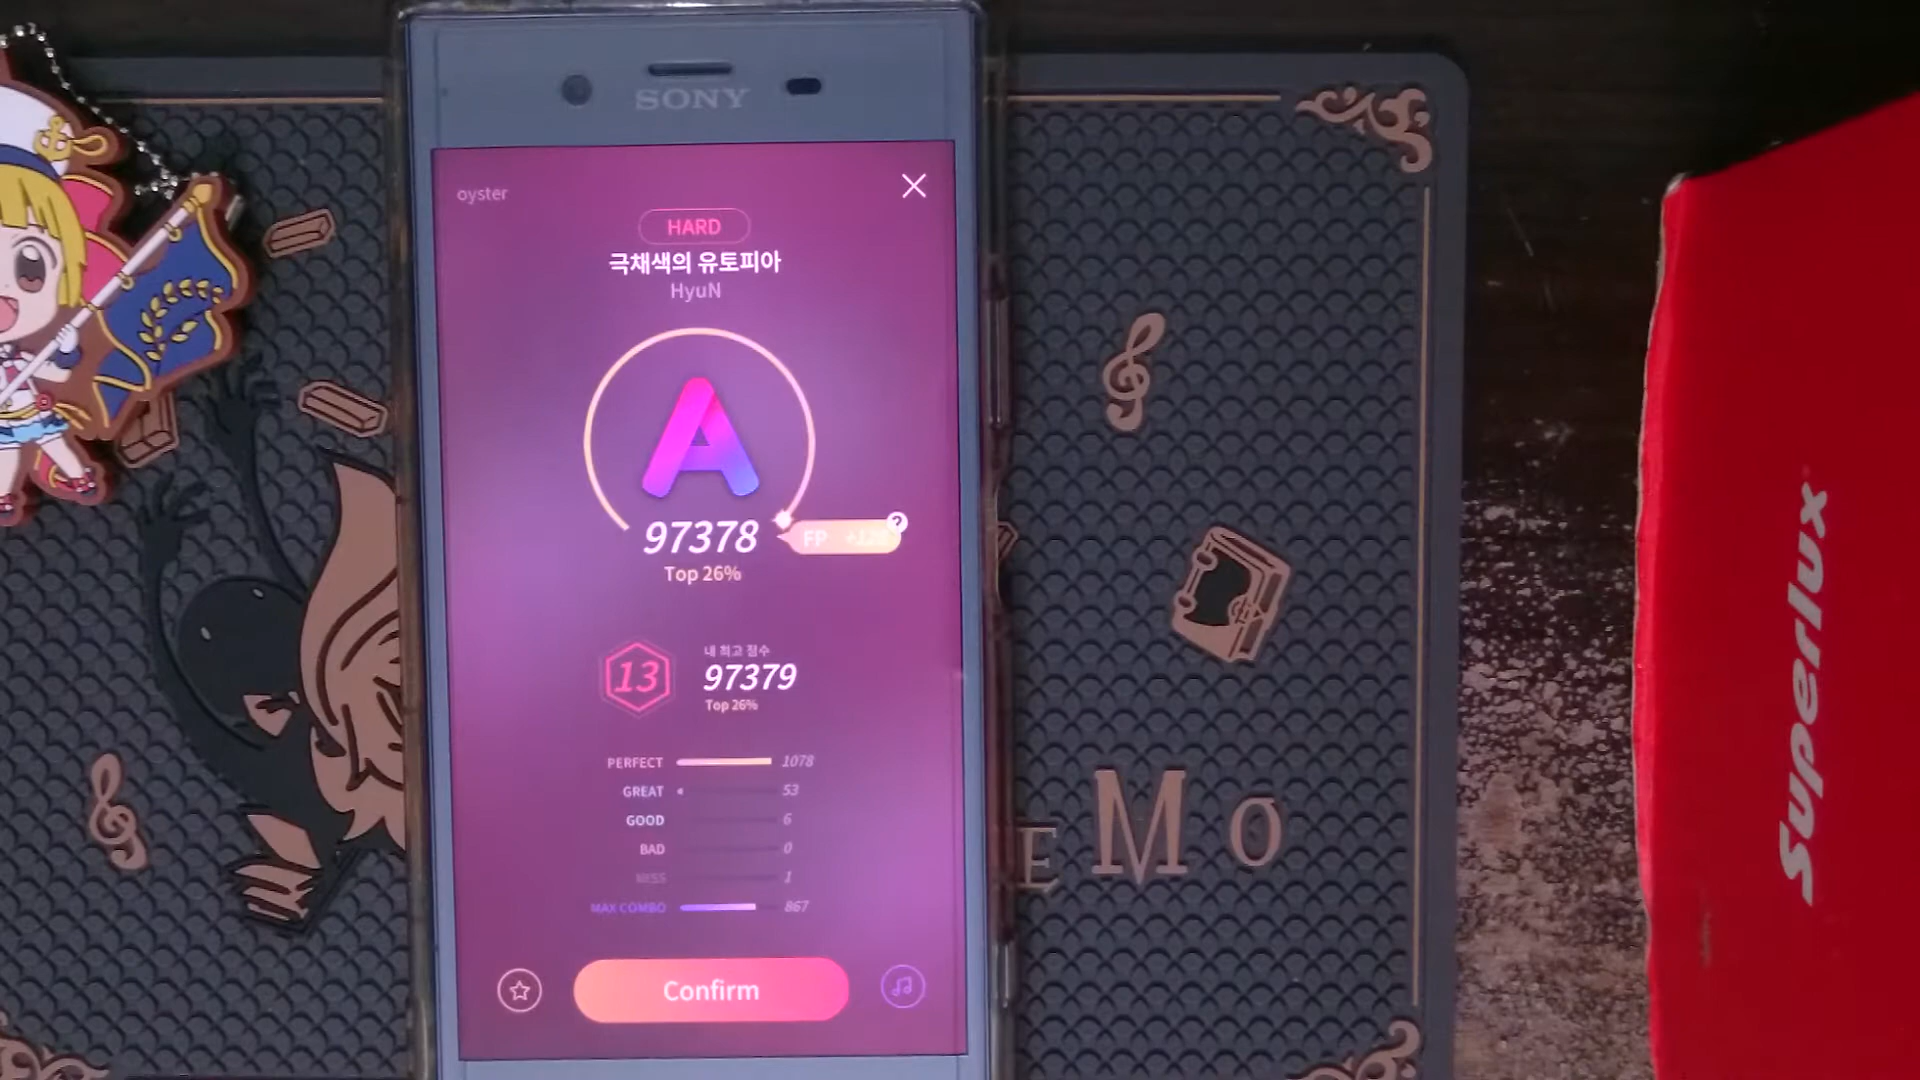 SONY
oyster
HARD
극채색의 유토피아
HyuN
A
97378
FP
?
Top 26%
13
내 최고 점수
97379
Top 26%
PERFECT 1078
GREAT 53
GOOD 6
BAD 0
MISS 1
MAX COMBO 867
Confirm
EMo
Superlux